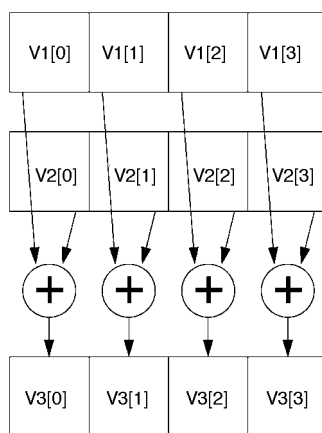 V1[0] V1[1] V1[2] V1[3]
V2[0] V2[1] V2[2] V2[3]
+ + + +
V3[0] V3[1] V3[2] V3[3]